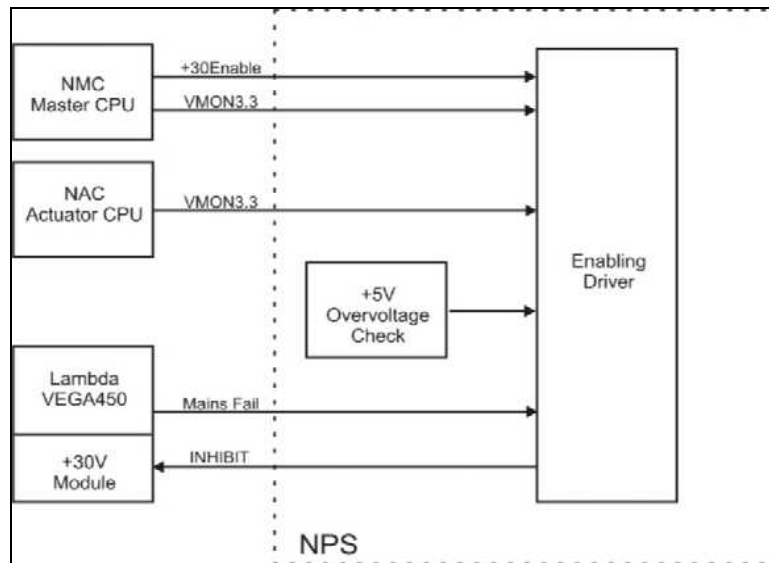 NMC
Master CPU
+30Enable
VMON3.3
NAC
Actuator CPU
VMON3.3
+5V
Overvoltage
Check
Enabling
Driver
Lambda
VEGA450
Mains Fail
+30V
Module
INHIBIT
NPS